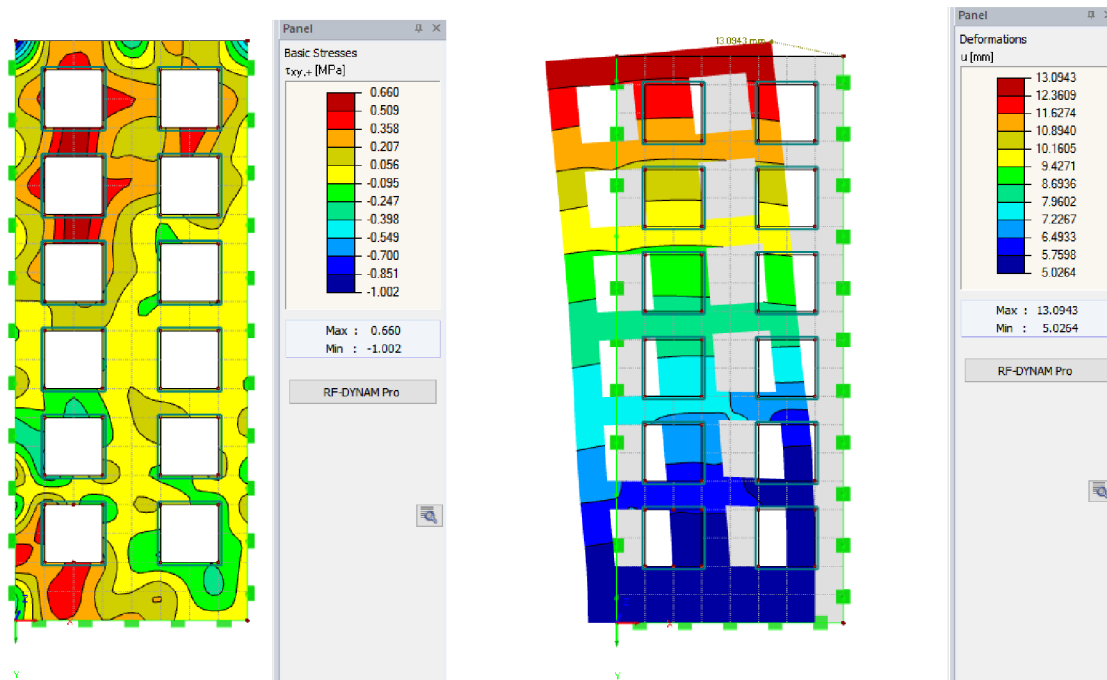 Panel
Basic Stresses
τxy,+ [MPa]
0.660
0.509
0.358
0.207
0.056
-0.095
-0.247
-0.398
-0.549
-0.700
-0.851
-1.002
Max : 0.660
Min : -1.002
RF-DYNAM Pro
Y
13.0943 mm
x
Y
Panel
Deformations
u [mm]
13.0943
12.3609
11.6274
10.8940
10.1605
9.4271
8.6936
7.9602
7.2267
6.4933
5.7598
5.0264
Max : 13.0943
Min : 5.0264
RF-DYNAM Pro